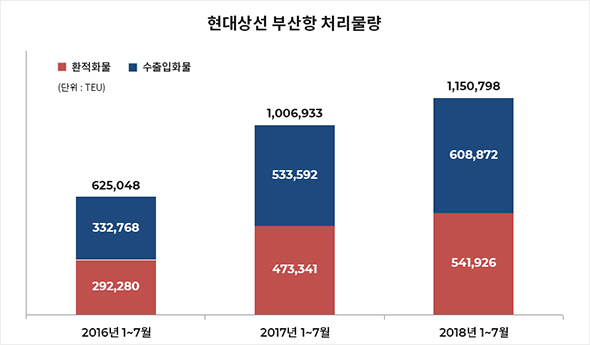 현대상선 부산항 처리물량
환적화물 수출입화물
(단위 : TEU)
625,048
332,768
292,280
1,006,933
533,592
473,341
1,150,798
608,872
541,926
2016년 1~7월
2017년 1~7월
2018년 1~7월